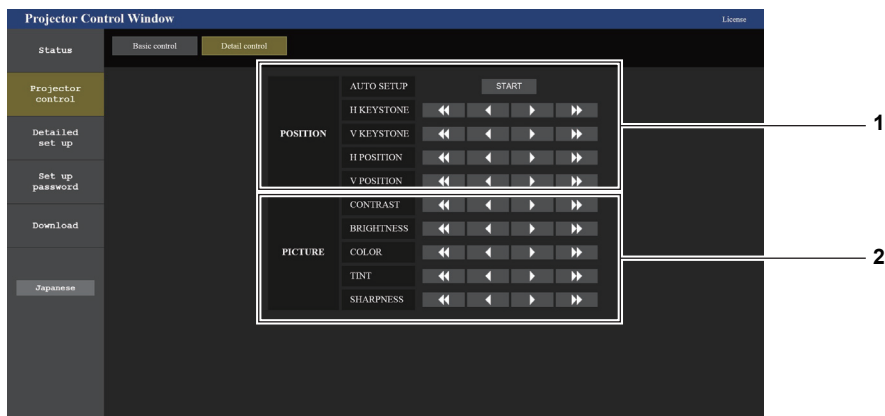 Projector Control Window
License
Status
Basic control
Detail control
Projector
control
Detailed
set up
Set up
password
Download
Japanese
POSITION
AUTO SETUP
START
H KEYSTONE
V KEYSTONE
H POSITION
V POSITION
PICTURE
CONTRAST
BRIGHTNESS
COLOR
TINT
SHARPNESS
1
2